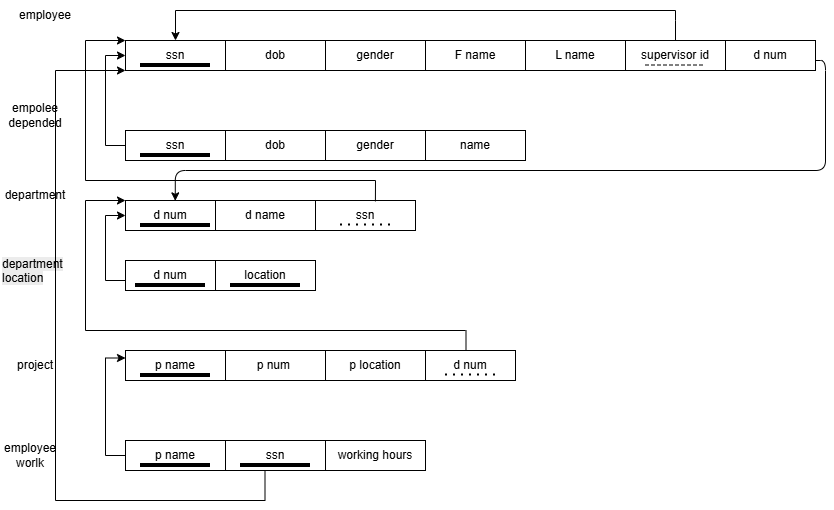 employee
ssn dob gender F name L name supervisor id d num
empolee
depended
ssn dob gender name
department
d num d name ssn
department
location
d num location
project
p name p num p location d num
employee
worlk
p name ssn working hours